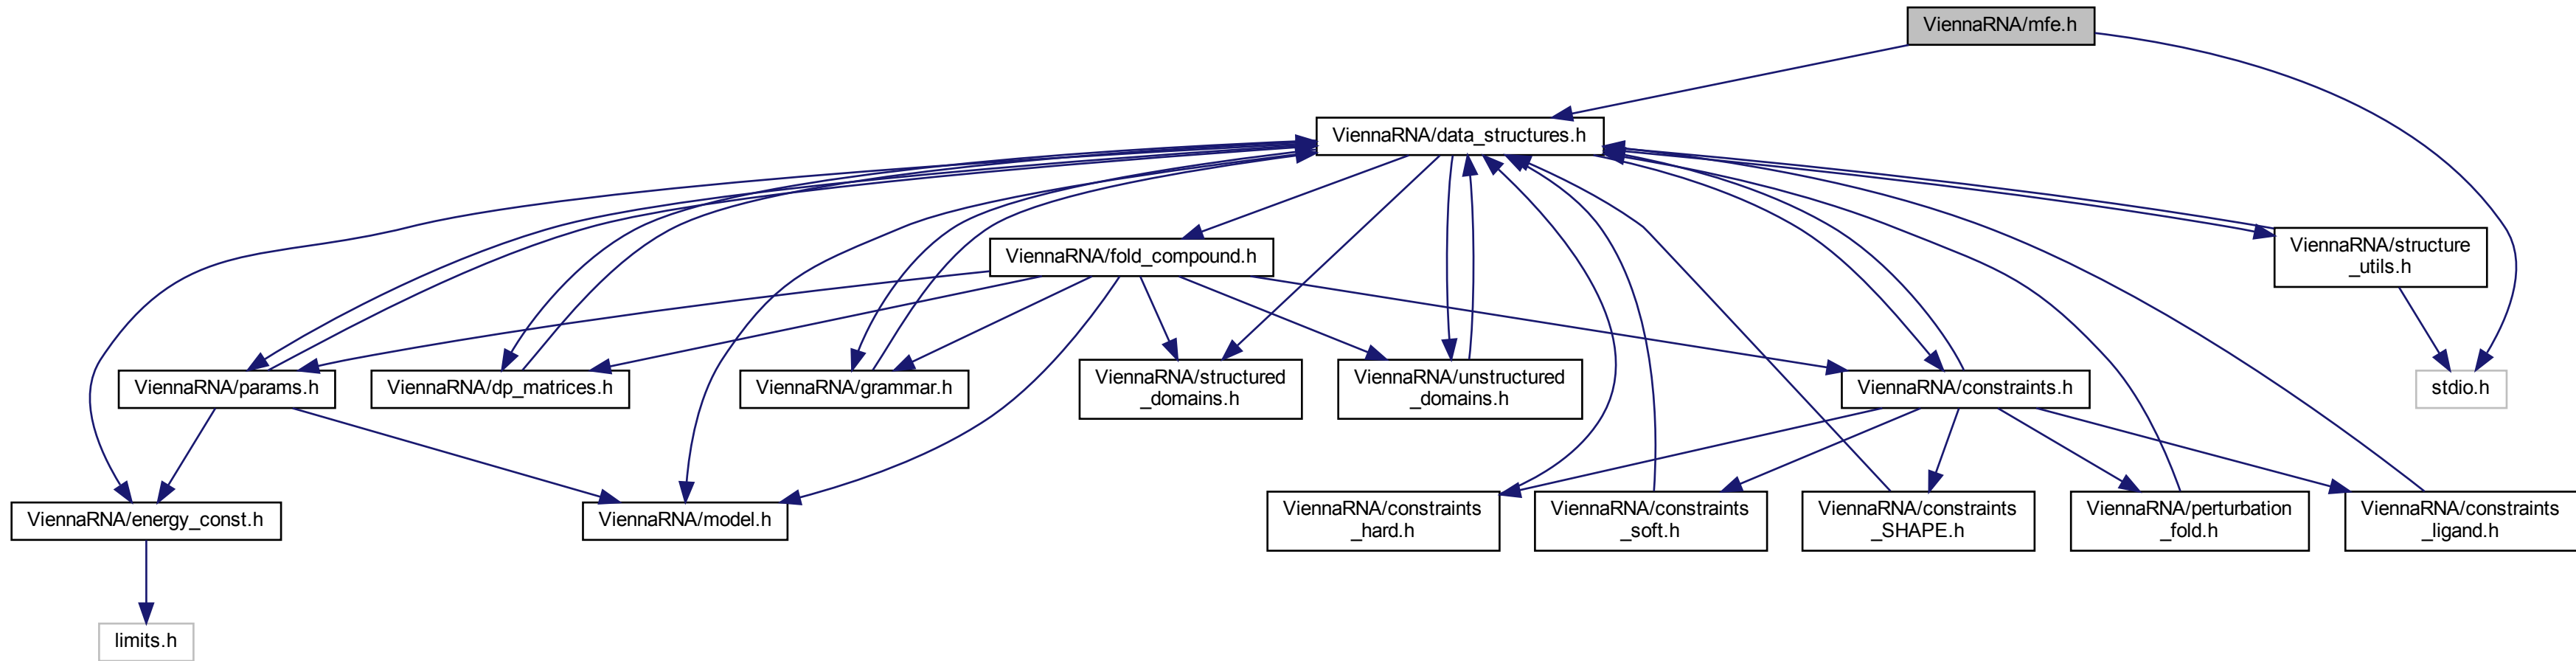 ViennaRNA/mfe.h
ViennaRNA/data_structures.h
ViennaRNA/fold_compound.h
ViennaRNA/structure
_utils.h
ViennaRNA/params.h
ViennaRNA/dp_matrices.h
ViennaRNA/grammar.h
ViennaRNA/structured
_domains.h
ViennaRNA/unstructured
_domains.h
ViennaRNA/constraints.h
stdio.h
ViennaRNA/energy_const.h
ViennaRNA/model.h
ViennaRNA/constraints
_hard.h
ViennaRNA/constraints
_soft.h
ViennaRNA/constraints
_SHAPE.h
ViennaRNA/perturbation
_fold.h
ViennaRNA/constraints
_ligand.h
limits.h